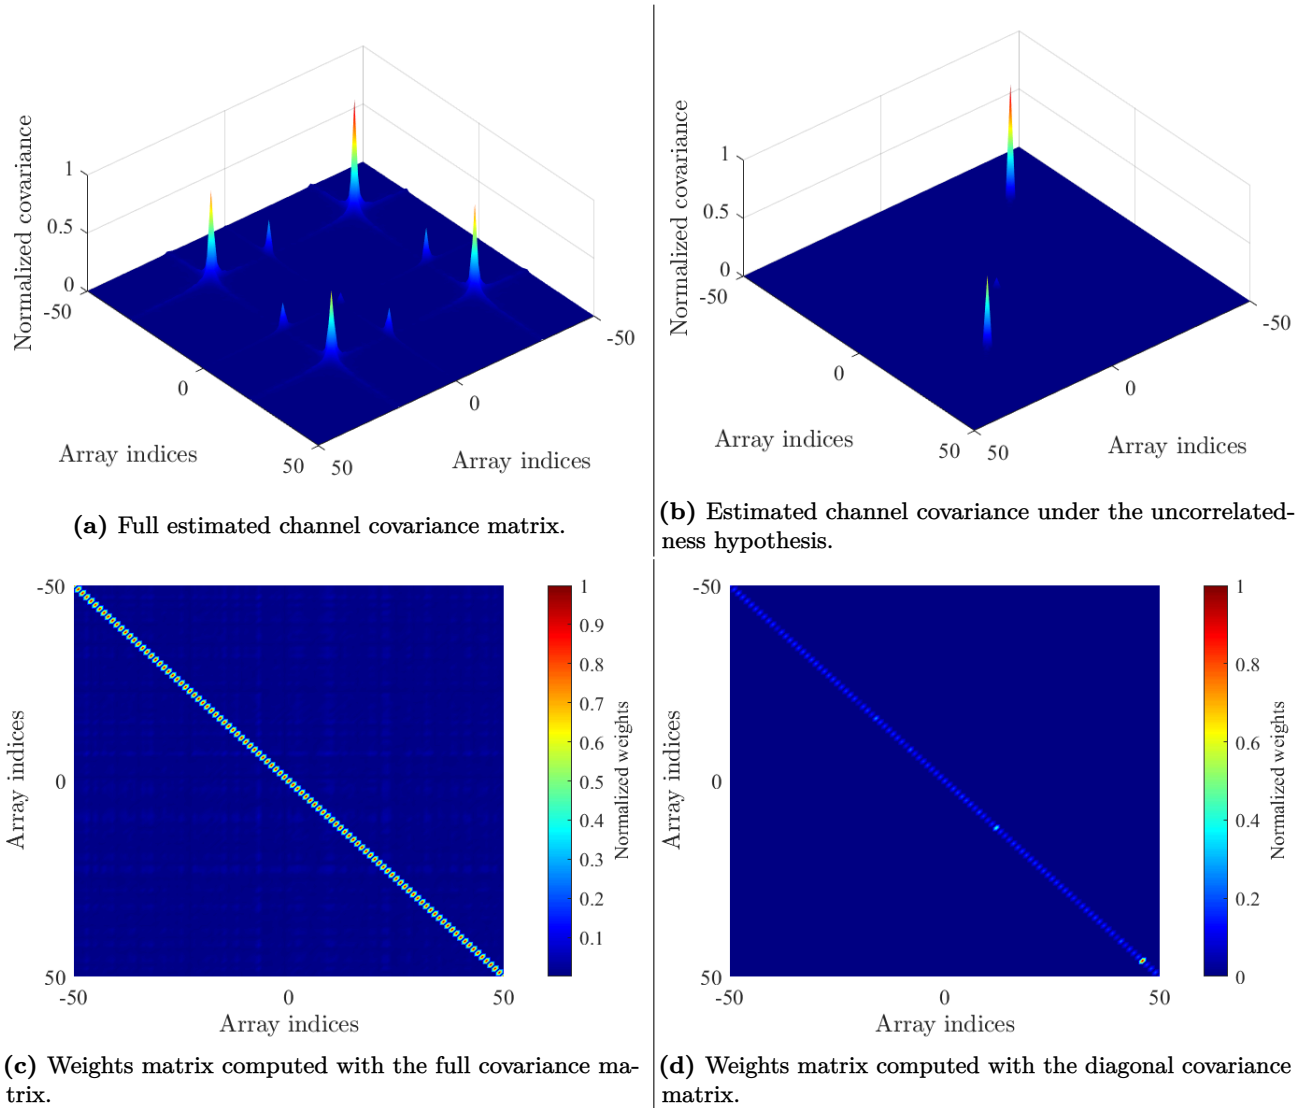 Normalized covariance
1
0.5
0
-50
0
50
50
0
-50
Array indices
Array indices
(a) Full estimated channel covariance matrix.
Normalized covariance
1
0.5
0
-50
0
50
50
0
-50
Array indices
Array indices
(b) Estimated channel covariance under the uncorrelated-
ness hypothesis.
Array indices
-50
0
50
-50
0
50
Array indices
1
0.9
0.8
0.7
0.6
0.5
0.4
0.3
0.2
0.1
Normalized weights
(c) Weights matrix computed with the full covariance ma-
trix.
Array indices
-50
0
50
-50
0
50
Array indices
1
0.8
0.6
0.4
0.2
0
Normalized weights
(d) Weights matrix computed with the diagonal covariance
matrix.